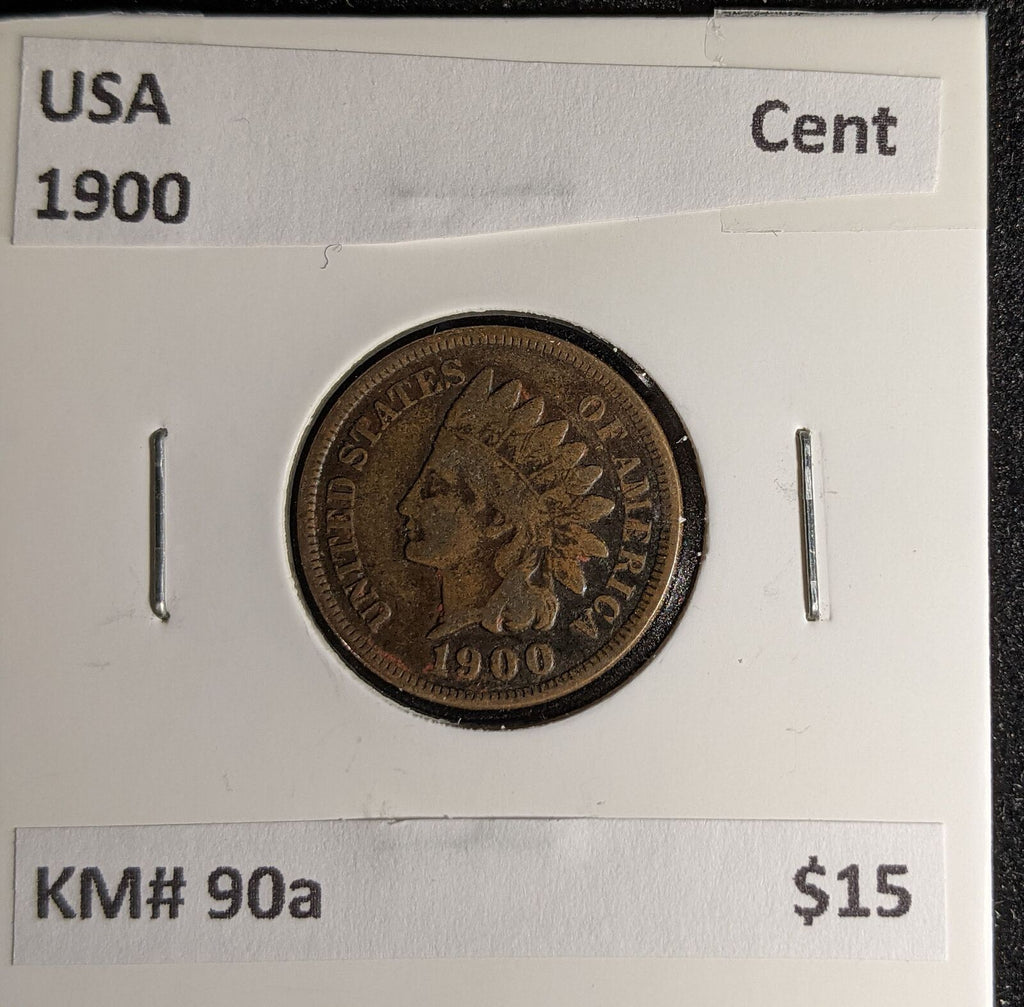 USA
Cent
1900
UNITED STATES OF AMERICA
1900
KM# 90a
$15